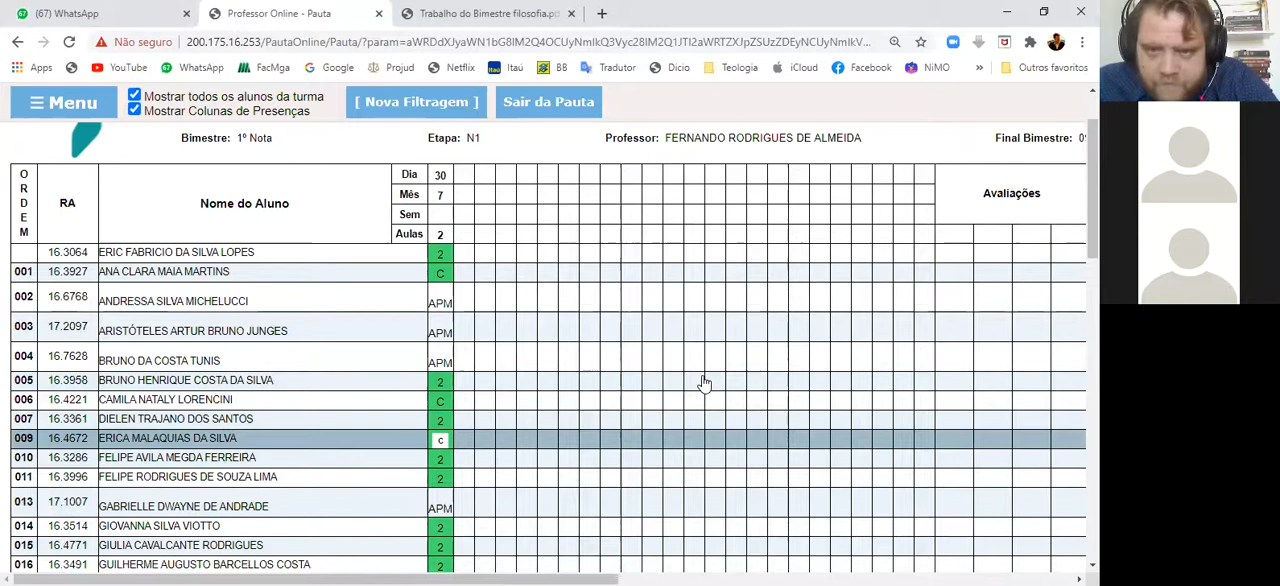 (67) WhatsApp
Professor Online - Pauta
Trabalho do Bimestre filosofia.pd
Não seguro
200.175.16.253/PautaOnline/Pauta/?param=aWRDdXJyaWN1bG8IM2Q4OCUyNmlkQ3Vyc28IM2Q1JTI2aWRTZXJpZSUzZDEyNCUyNmlkV...
Apps
YouTube
WhatsApp
FacMga
Google
Projud
Netflix
Itaú
BB
Tradutor
Dicio
Teologia
iCloud
Facebook
NiMO
»
Outros favoritos
☰ Menu
Mostrar todos os alunos da turma
Mostrar Colunas de Presenças
[ Nova Filtragem ]
Sair da Pauta
Bimestre: 1º Nota
Etapa: N1
Professor: FERNANDO RODRIGUES DE ALMEIDA
Final Bimestre: 0
ORDEM
RA
Nome do Aluno
Dia 30
Mês 7
Sem
Aulas 2
Avaliações
16.3064 ERIC FABRICIO DA SILVA LOPES 2
001 16.3927 ANA CLARA MAIA MARTINS C
002 16.6768 ANDRESSA SILVA MICHELUCCI APM
003 17.2097 ARISTÓTELES ARTUR BRUNO JUNGES APM
004 16.7628 BRUNO DA COSTA TUNIS APM
005 16.3958 BRUNO HENRIQUE COSTA DA SILVA 2
006 16.4221 CAMILA NATALY LORENCINI C
007 16.3361 DIELEN TRAJANO DOS SANTOS 2
009 16.4672 ERICA MALAQUIAS DA SILVA c
010 16.3286 FELIPE AVILA MEGDA FERREIRA 2
011 16.3996 FELIPE RODRIGUES DE SOUZA LIMA 2
013 17.1007 GABRIELLE DWAYNE DE ANDRADE APM
014 16.3514 GIOVANNA SILVA VIOTTO 2
015 16.4771 GIULIA CAVALCANTE RODRIGUES 2
016 16.3491 GUILHERME AUGUSTO BARCELLOS COSTA 2